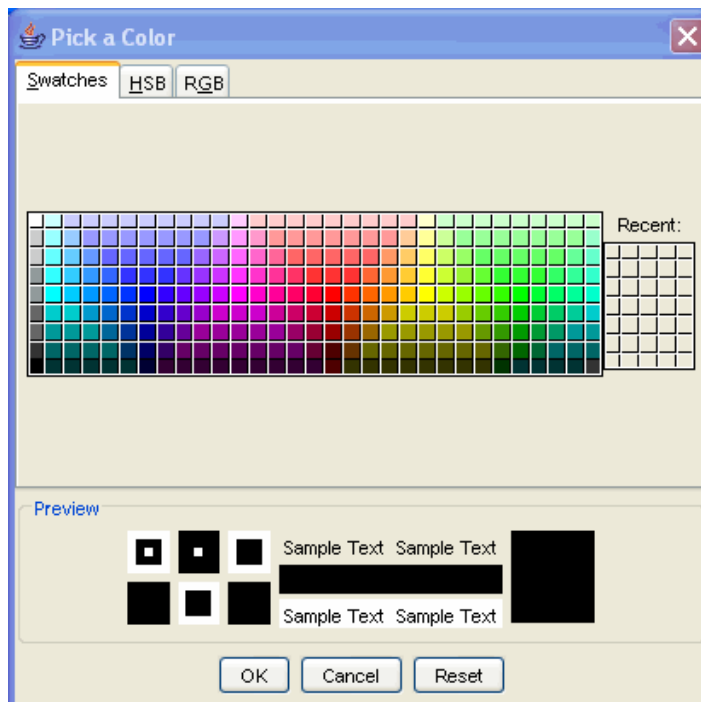 Pick a Color
Swatches HSB RGB
Recent:
Preview
Sample Text Sample Text
Sample Text Sample Text
OK Cancel Reset